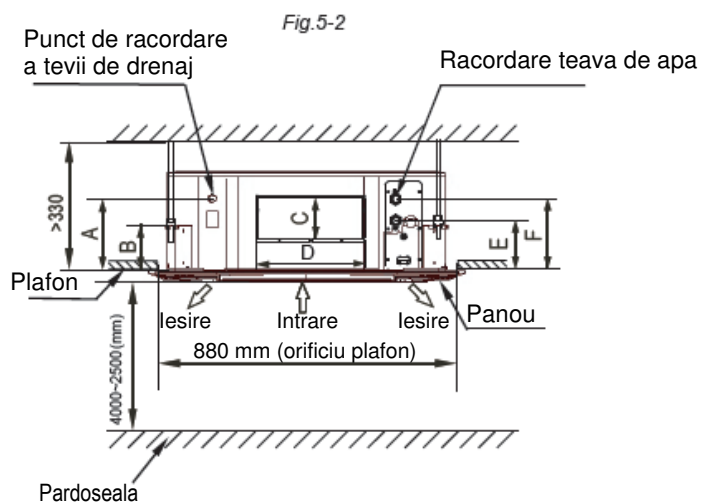 Fig.5-2
Punct de racordare
a tevii de drenaj
Racordare teava de apa
>330
A
B
C
D
E
F
Plafon
Iesire
Intrare
Iesire
Panou
880 mm (orificiu plafon)
4000~2500(mm)
Pardoseala